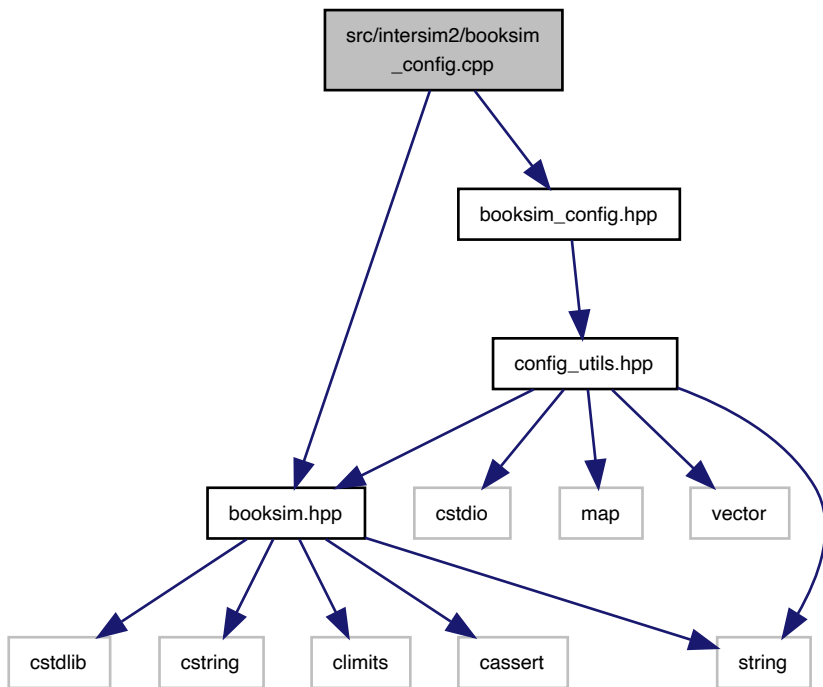 src/intersim2/booksim
_config.cpp
booksim_config.hpp
config_utils.hpp
booksim.hpp
cstdio
map
vector
cstdlib
cstring
climits
cassert
string